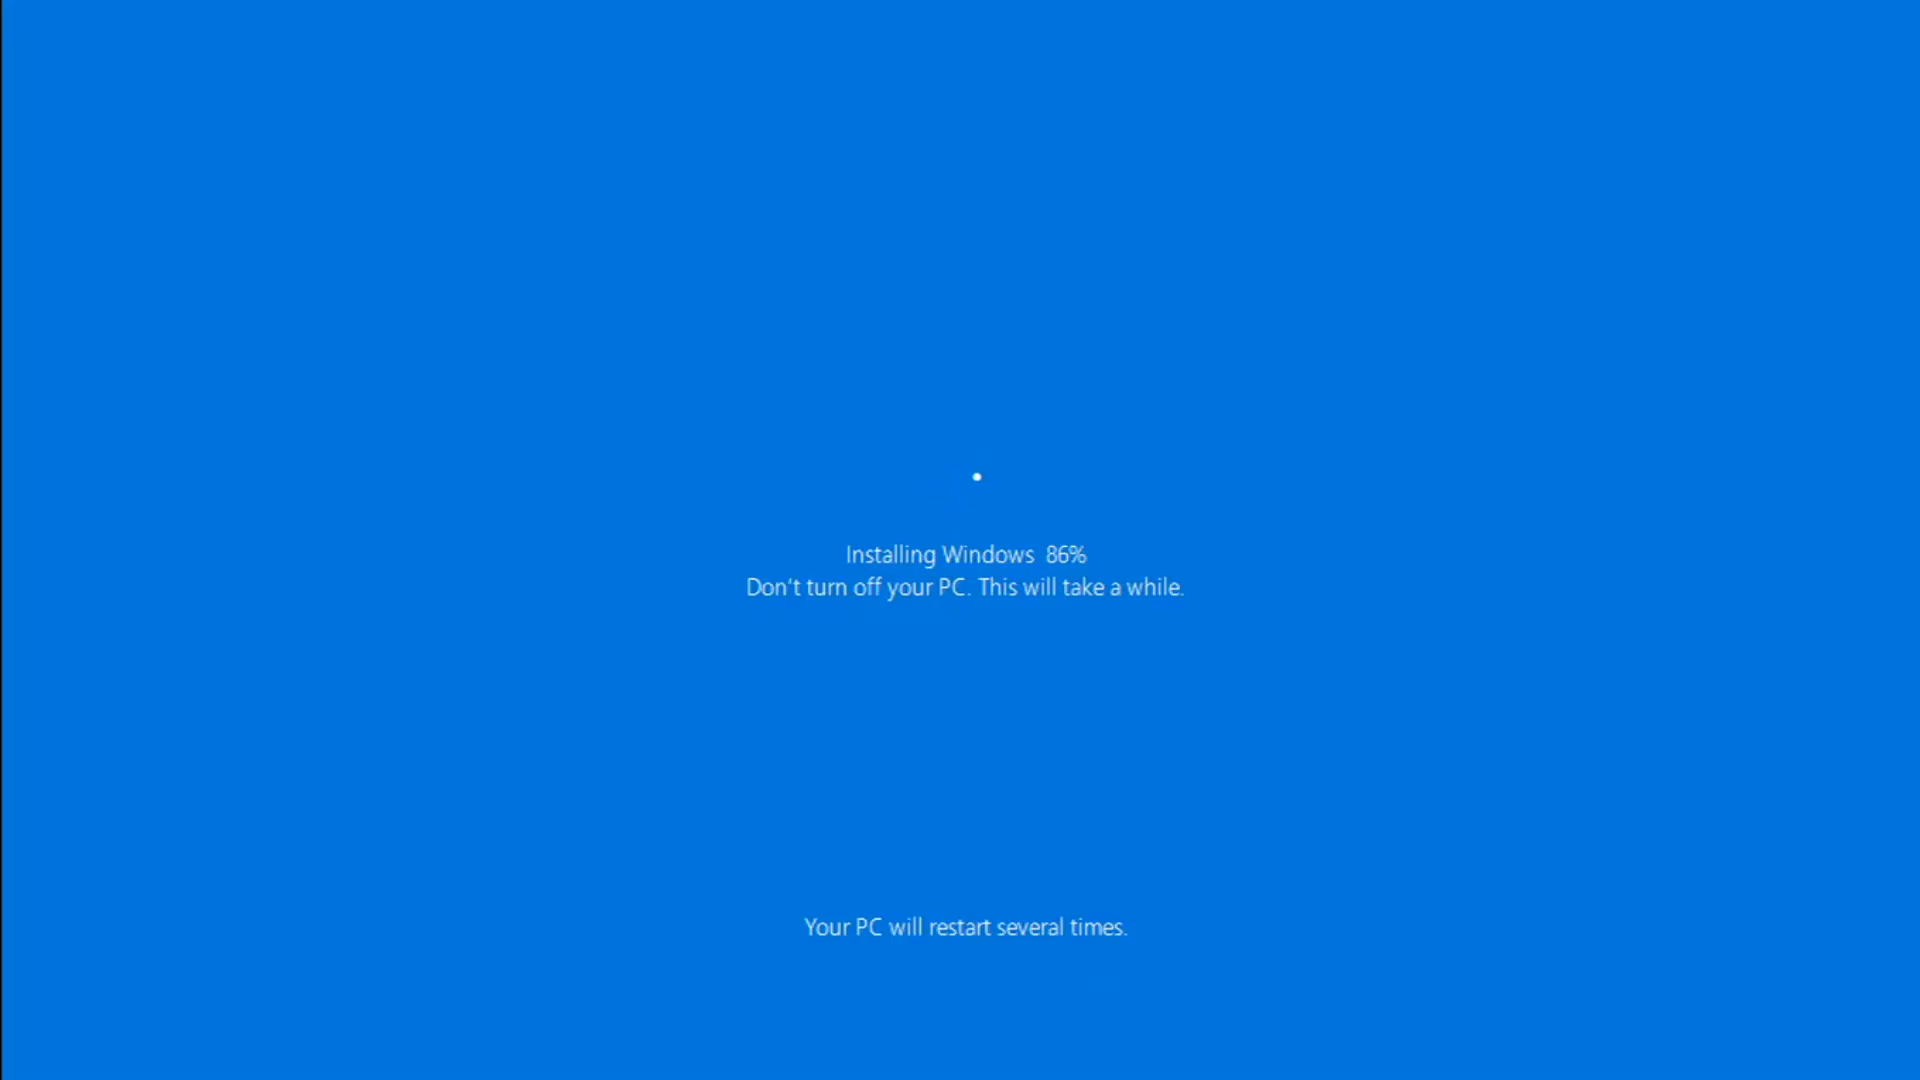 Installing Windows 86%
Don't turn off your PC. This will take a while.
Your PC will restart several times.